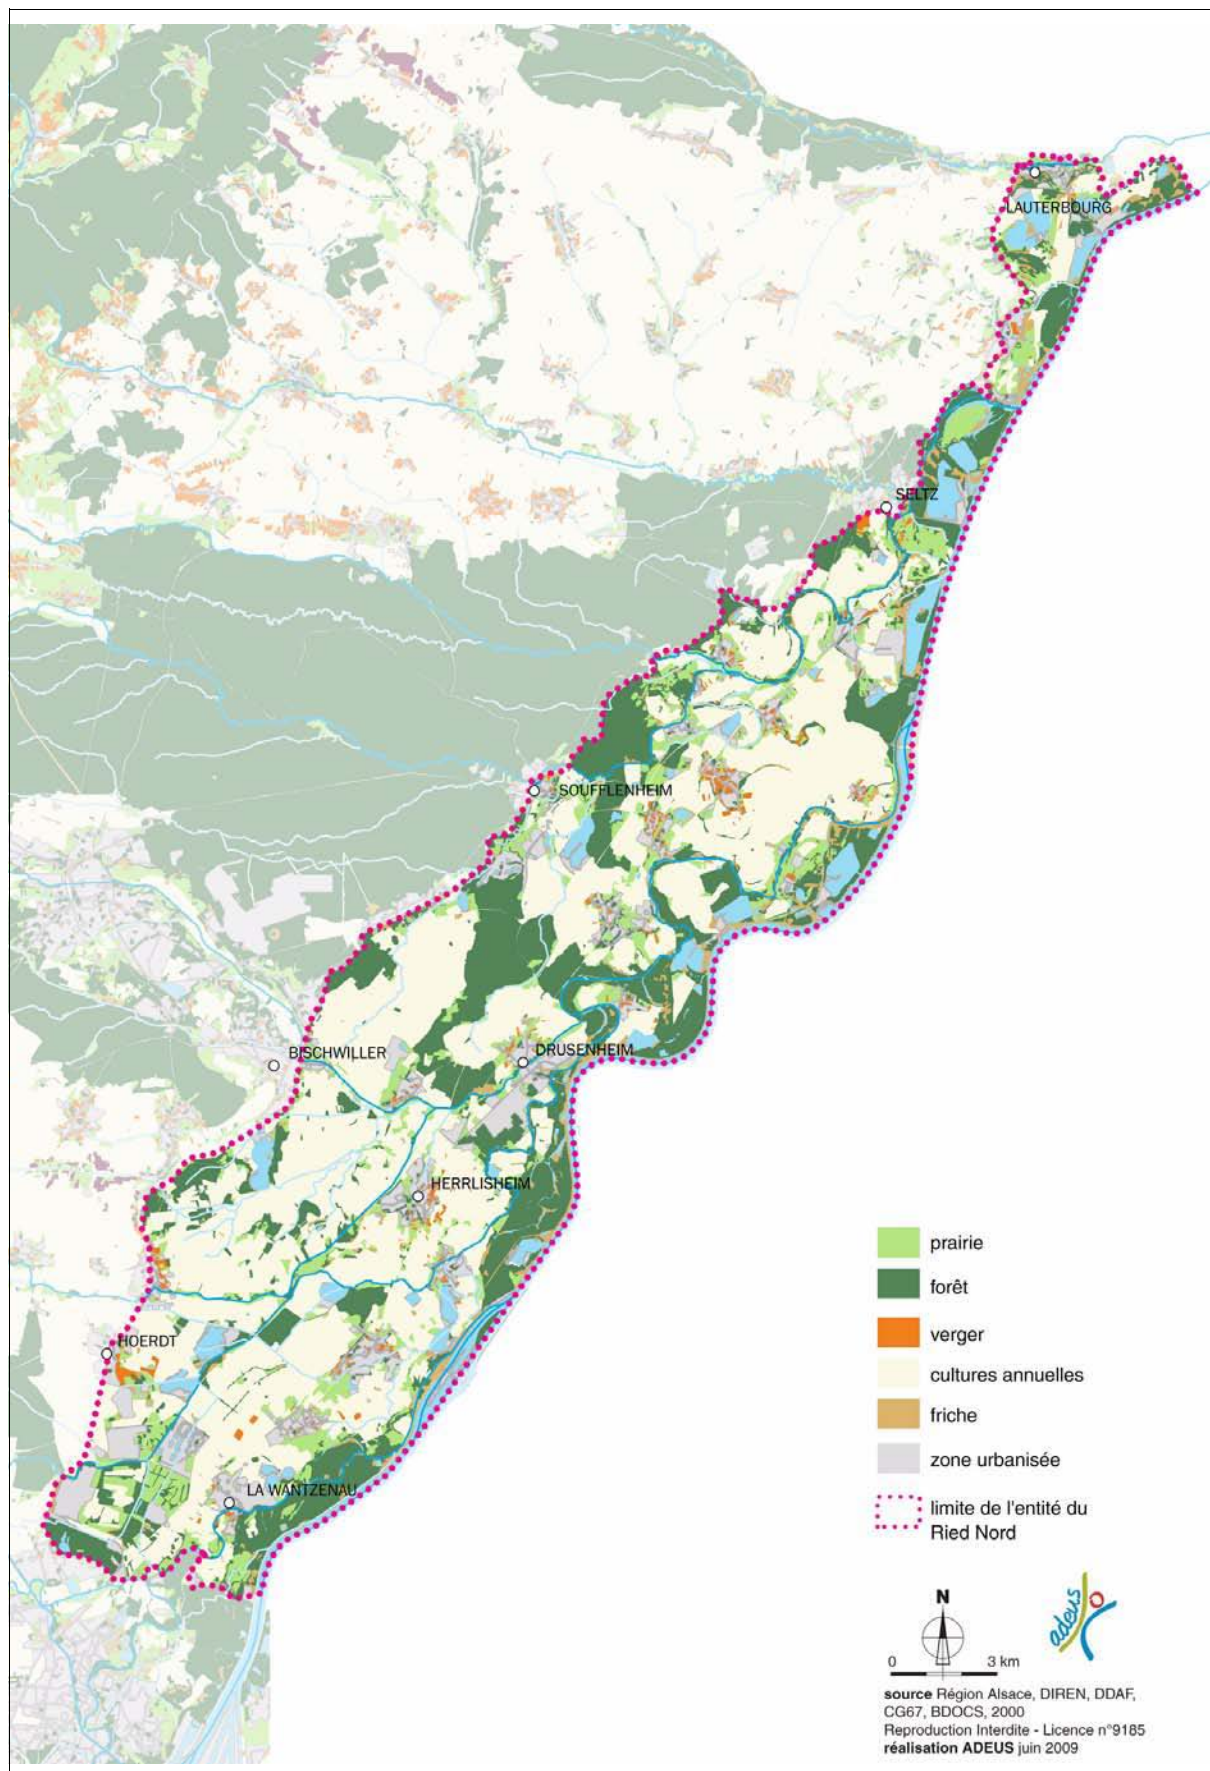 LAUTERBOURG
SELTZ
SOUFFLENHEIM
BISCHWILLER
DRUSENHEIM
HERRLISHEIM
HOERDT
LA WANTZENAU
prairie
forêt
verger
cultures annuelles
friche
zone urbanisée
limite de l'entité du
Ried Nord
N
adeus
0 3 km
source Région Alsace, DIREN, DDAF,
CG67, BDOCS, 2000
Reproduction Interdite - Licence n°9185
réalisation ADEUS juin 2009